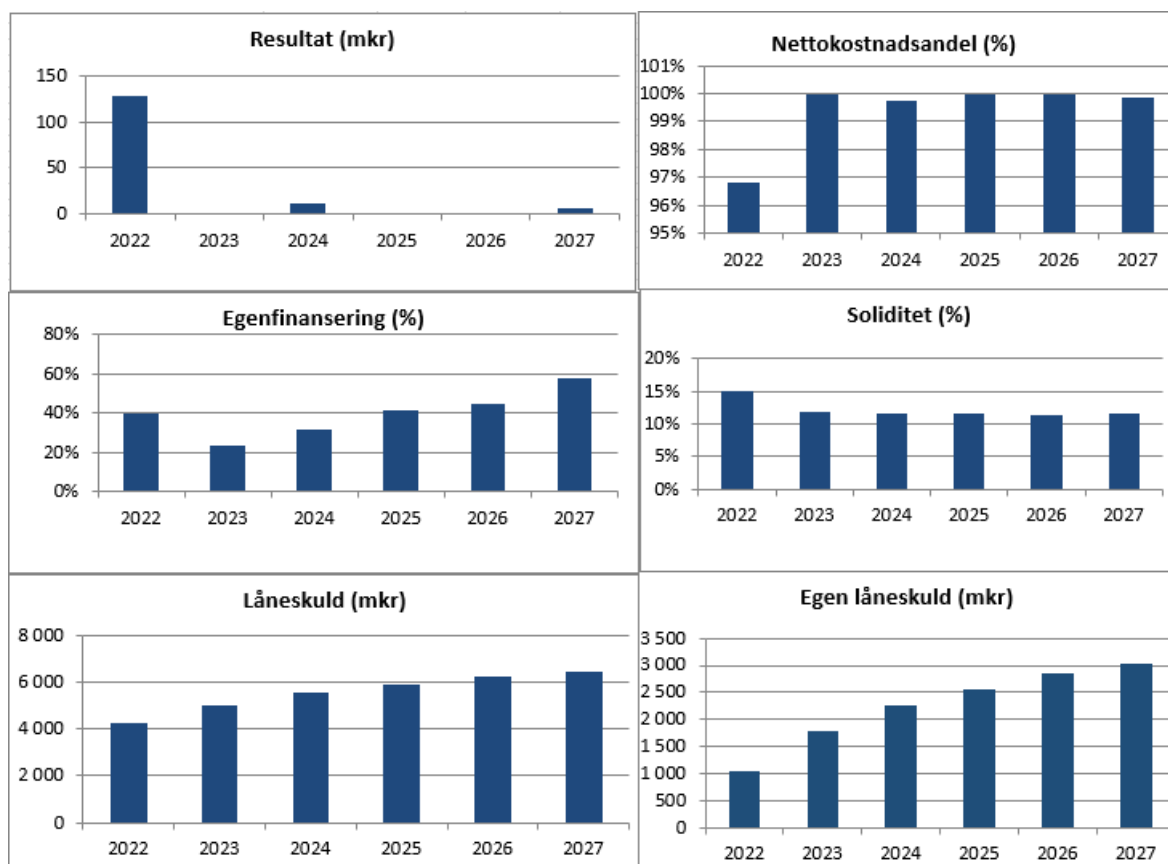 Resultat (mkr)
150
100
50
0
2022 2023 2024 2025 2026 2027
Nettokostnadsandel (%)
101%
100%
99%
98%
97%
96%
95%
2022 2023 2024 2025 2026 2027
Egenfinansering (%)
80%
60%
40%
20%
0%
2022 2023 2024 2025 2026 2027
Soliditet (%)
20%
15%
10%
5%
0%
2022 2023 2024 2025 2026 2027
Låneskuld (mkr)
8 000
6 000
4 000
2 000
0
2022 2023 2024 2025 2026 2027
Egen låneskuld (mkr)
3 500
3 000
2 500
2 000
1 500
1 000
500
0
2022 2023 2024 2025 2026 2027